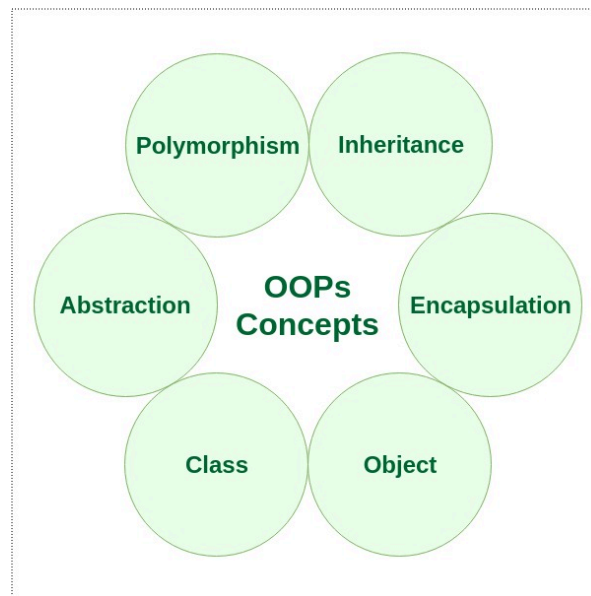 Polymorphism
Inheritance
Abstraction
OOPs
Concepts
Encapsulation
Class
Object